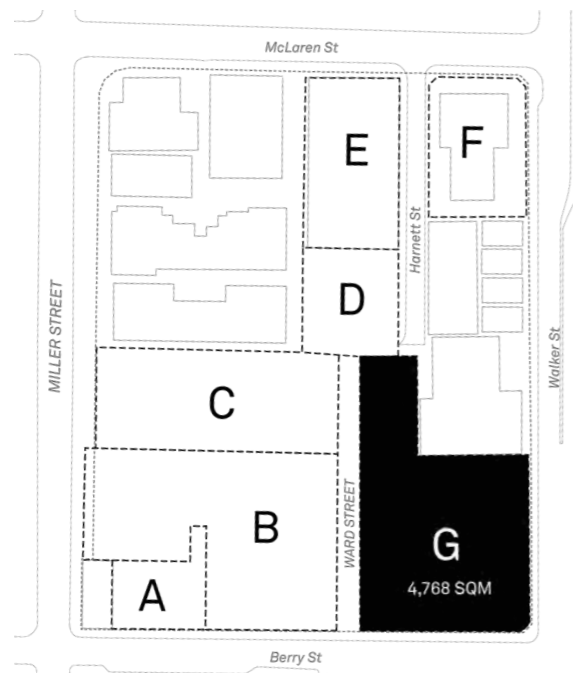 McLaren St
E
F
Harnett St
D
MILLER STREET
Walker St
C
WARD STREET
B
G
4,768 SQM
A
Berry St